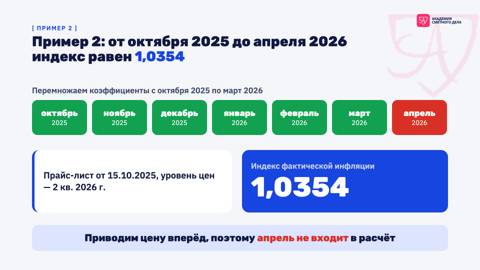 [ ПРИМЕР 2 ]
АКАДЕМИЯ
СМЕТНОГО ДЕЛА
Пример 2: от октября 2025 до апреля 2026
индекс равен 1,0354
Перемножаем коэффициенты с октября 2025 по март 2026
октябрь
2025
ноябрь
2025
декабрь
2025
январь
2026
февраль
2026
март
2026
апрель
2026
Прайс-лист от 15.10.2025, уровень цен
— 2 кв. 2026 г.
Индекс фактической инфляции
1,0354
Приводим цену вперёд, поэтому апрель не входит в расчёт